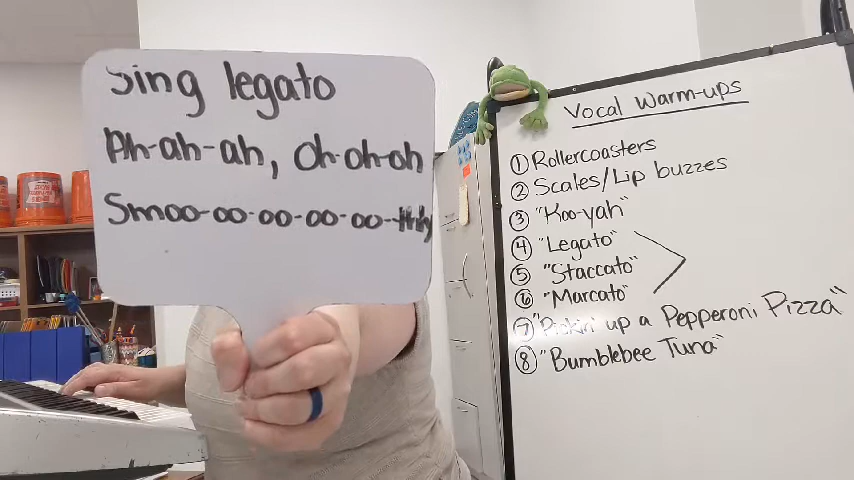 Sing legato
Ah-ah-ah, Oh-oh-oh
Smoo-oo-oo-oo-oo-thly
Vocal Warm-ups
① Rollercoasters
② Scales/Lip buzzes
③ "Koo-yah"
④ "Legato"
⑤ "Staccato"
⑥ "Marcato"
⑦ "Pickin' up a Pepperoni Pizza"
⑧ "Bumblebee Tuna"